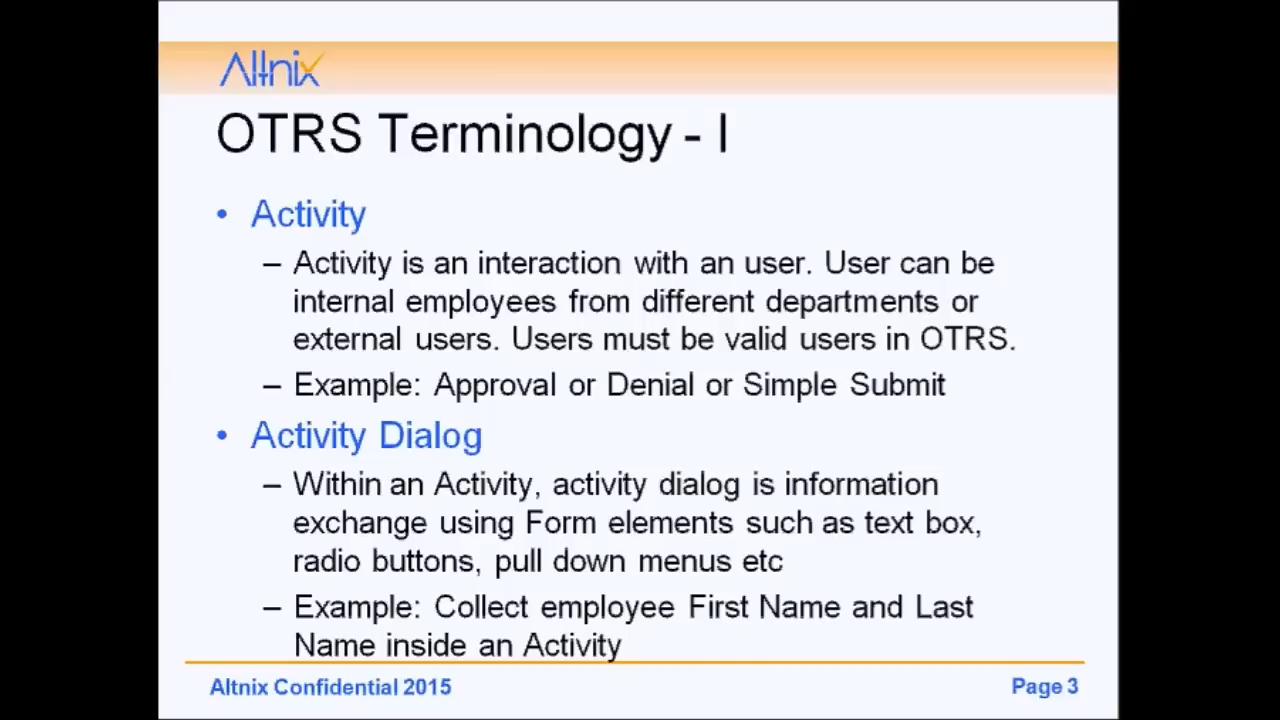 Altnix
OTRS Terminology - I
• Activity
– Activity is an interaction with an user. User can be
internal employees from different departments or
external users. Users must be valid users in OTRS.
– Example: Approval or Denial or Simple Submit
• Activity Dialog
– Within an Activity, activity dialog is information
exchange using Form elements such as text box,
radio buttons, pull down menus etc
– Example: Collect employee First Name and Last
Name inside an Activity
Altnix Confidential 2015
Page 3